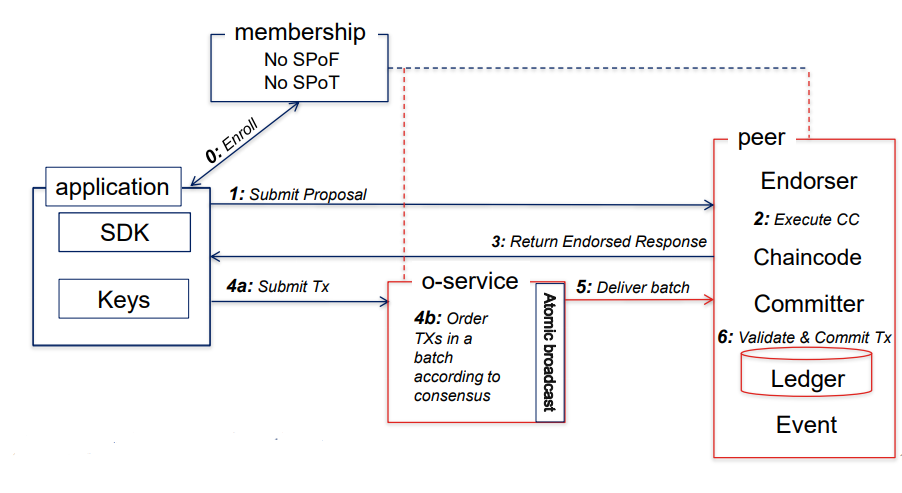 membership
No SPoF
No SPoT
0: Enroll
peer
application
1: Submit Proposal
Endorser
SDK
2: Execute CC
3: Return Endorsed Response
Chaincode
Keys
4a: Submit Tx
o-service
5: Deliver batch
Committer
4b: Order
TXs in a
batch
according to
consensus
Atomic broadcast
6: Validate & Commit Tx
Ledger
Event